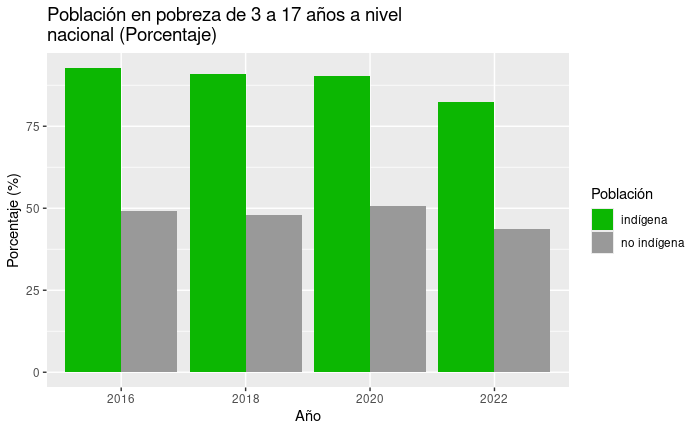 Población en pobreza de 3 a 17 años a nivel
nacional (Porcentaje)
Porcentaje (%)
75
50
25
0
2016
2018
2020
2022
Año
Población
indígena
no indígena